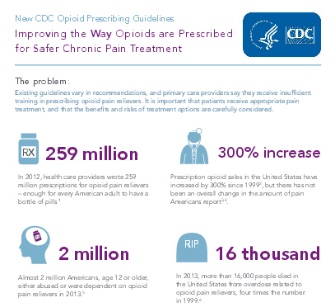 New CDC Opioid Prescribing Guidelines
Improving the Way Opioids are Prescribed
for Safer Chronic Pain Treatment
CDC
The problem:
Existing guidelines vary in recommendations, and primary care providers say they receive insufficient
training in prescribing opioid pain relievers. It is important that patients receive appropriate pain
treatment, and that the benefits and risks of treatment options are carefully considered.
RX
259 million
In 2012, health care providers wrote 259
million prescriptions for opioid pain relievers
– enough for every American adult to have a
bottle of pills¹
300% increase
Prescription opioid sales in the United States have
increased by 300% since 1999², but there has not
been an overall change in the amount of pain
Americans report³,⁴.
2 million
Almost 2 million Americans, age 12 or older,
either abused or were dependent on opioid
pain relievers in 2013.⁵
RIP
16 thousand
In 2013, more than 16,000 people died in
the United States from overdose related to
opioid pain relievers, four times the number
in 1999.⁶